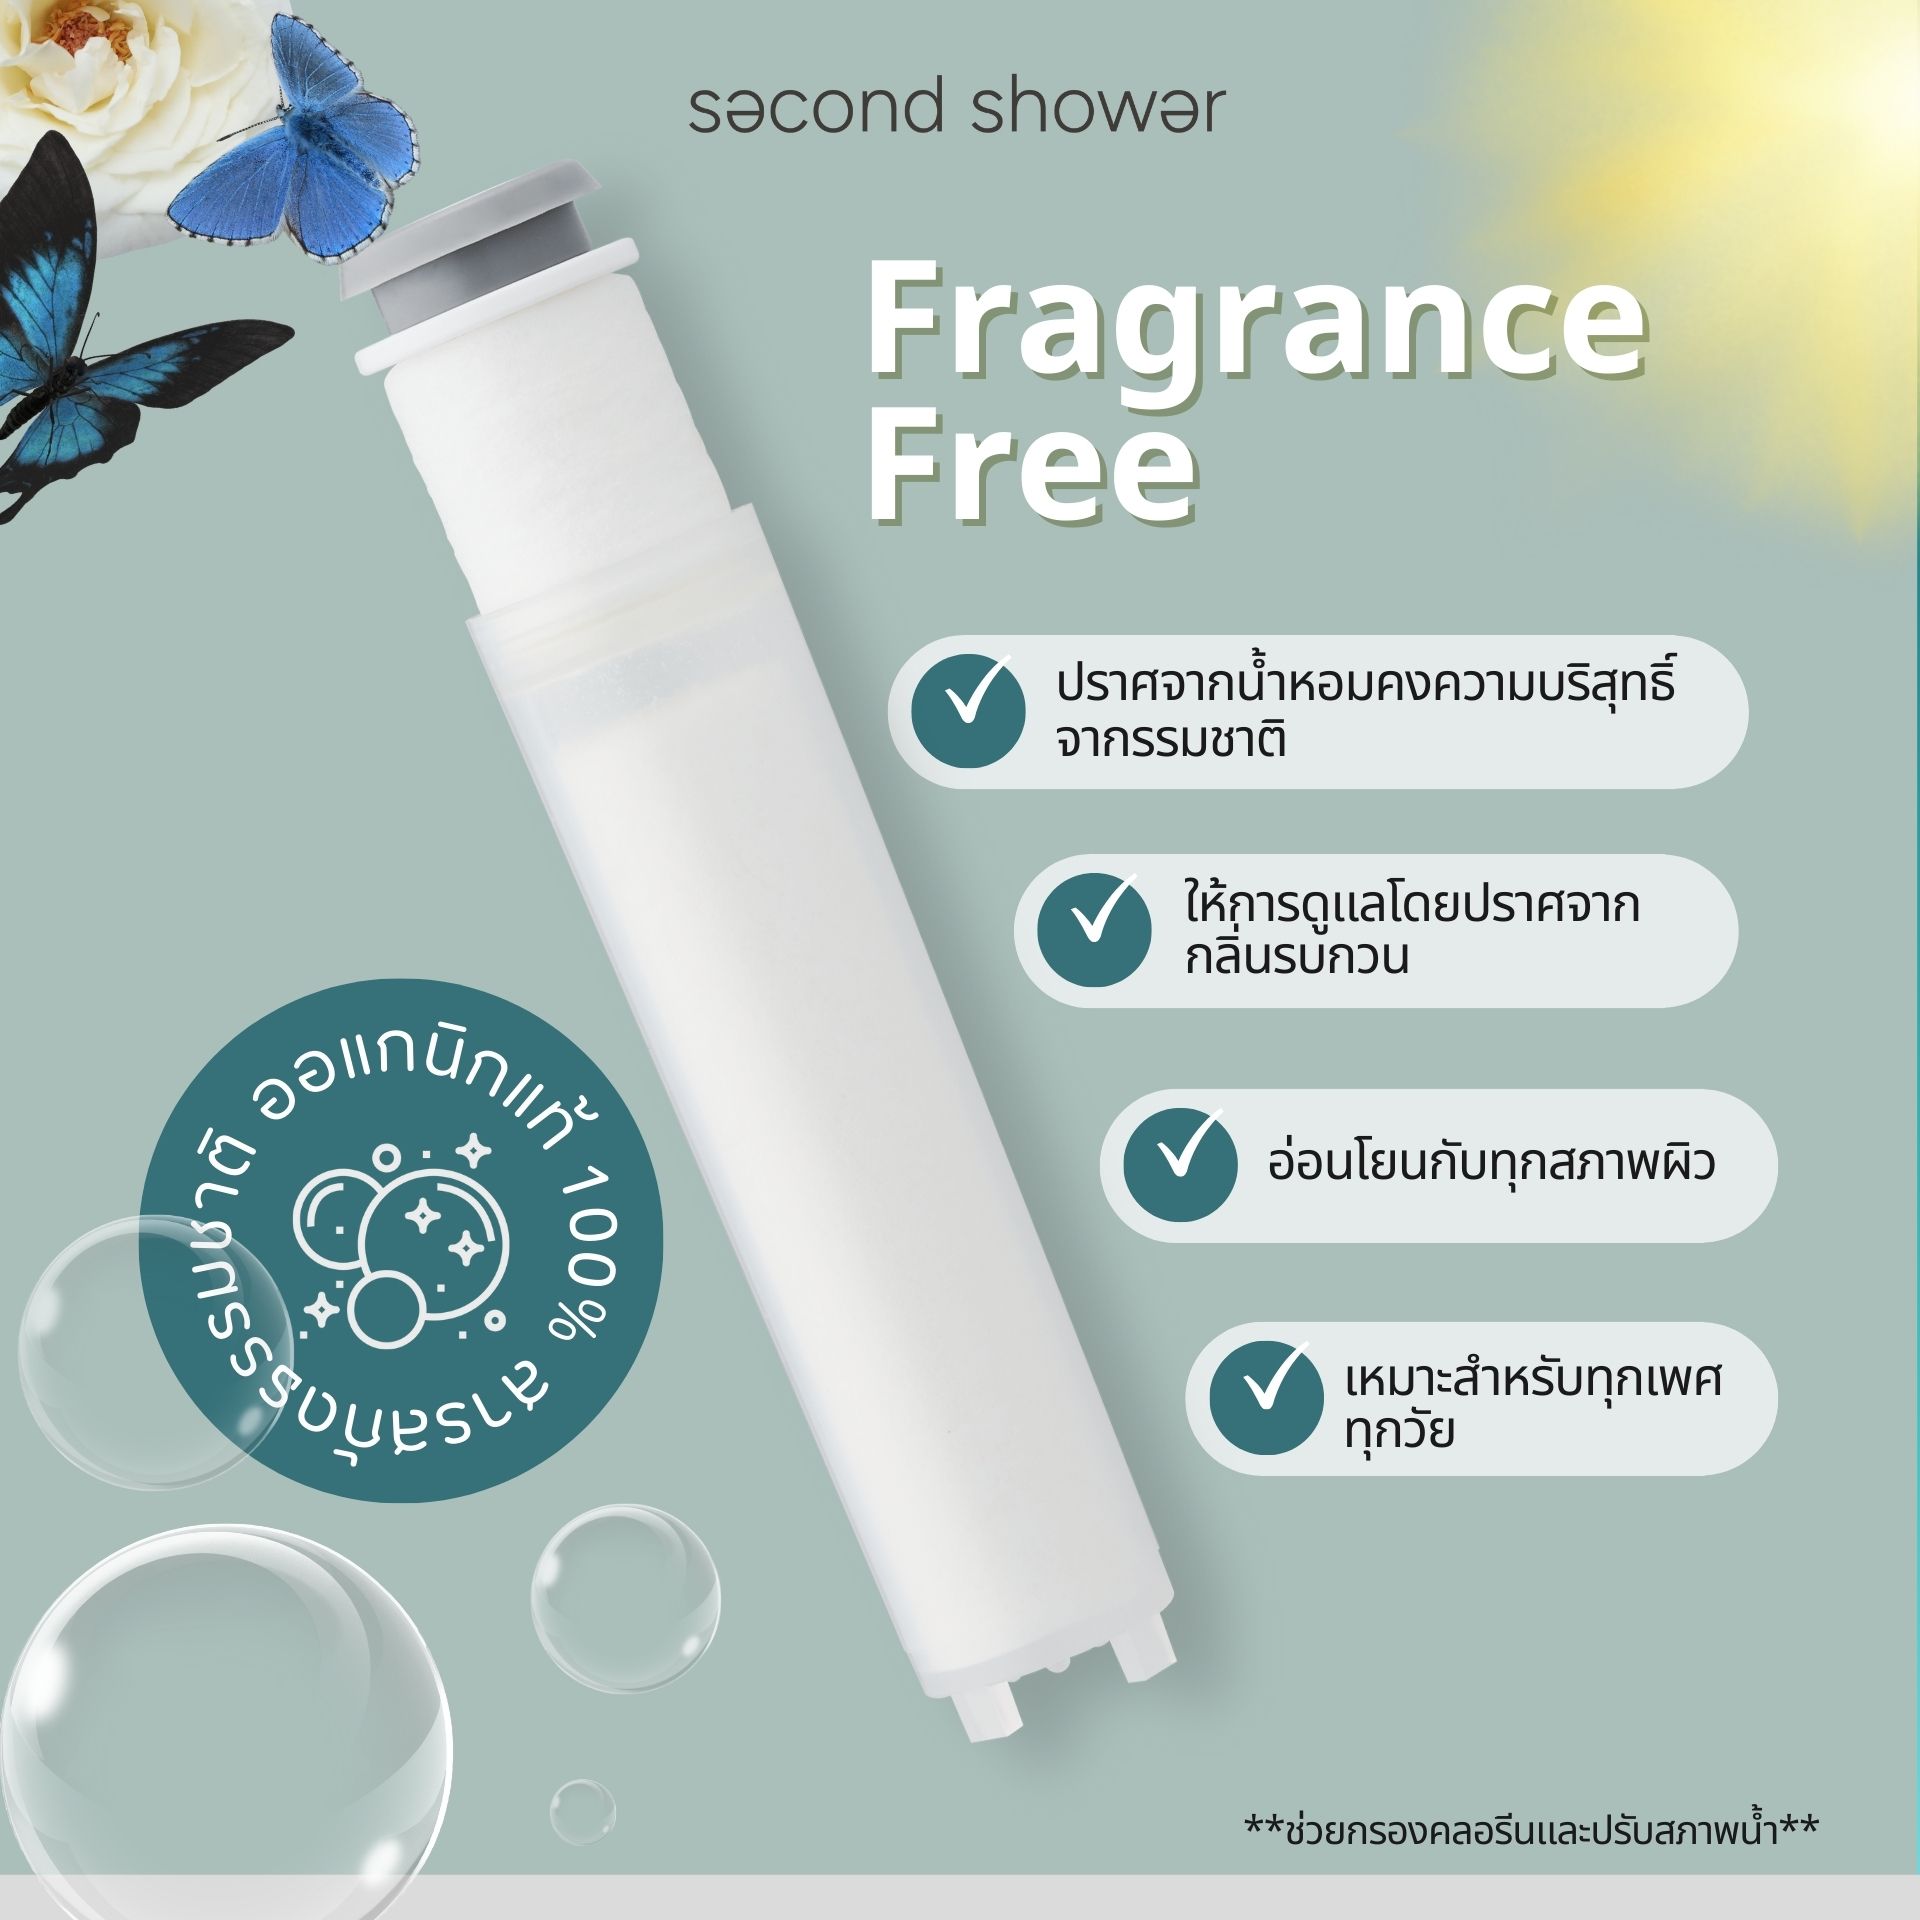 səcond showər
Fragrance
Free
ปราศจากน้ำหอมคงความบริสุทธิ์
จากรรมชาติ
ให้การดูแลโดยปราศจาก
กลิ่นรบกวน
อ่อนโยนกับทุกสภาพผิว
เหมาะสำหรับทุกเพศ
ทุกวัย
สารสกัดธรรมชาติ ออแกนิกแท้ 100%
**ช่วยกรองคลอรีนและปรับสภาพน้ำ**